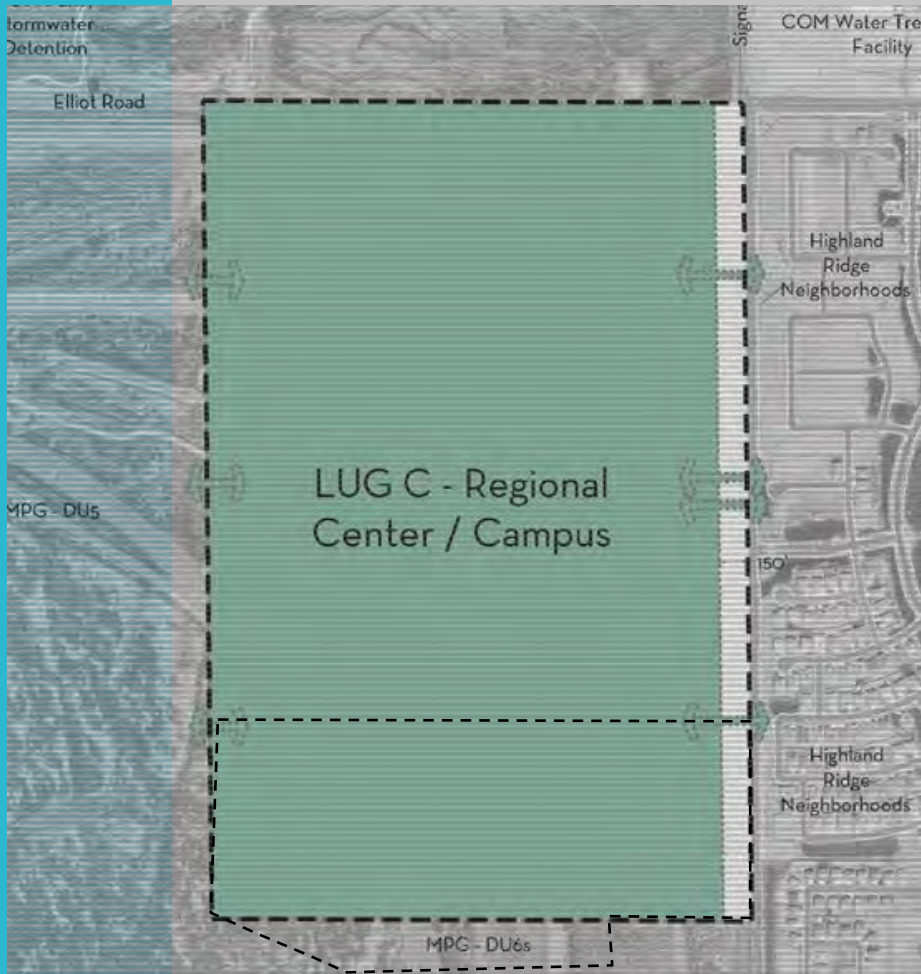 tormwater
Detention
Elliot Road
Signa
COM Water Tre
Facility
Highland
Ridge
Neighborhoods
LUG C - Regional
Center / Campus
MPG - DU5
150'
Highland
Ridge
Neighborhoods
MPG - DU6s